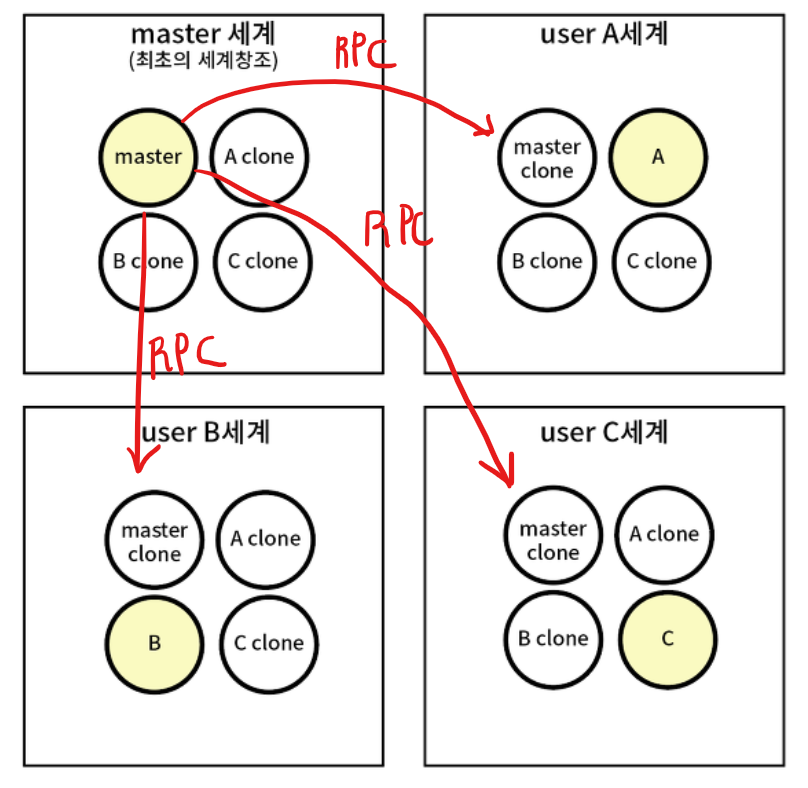 master 세계
(최초의 세계창조)
RPC
master
A clone
B clone
C clone
RPC
RPC
user A세계
master
clone
A
B clone
C clone
user B세계
master
clone
A clone
B
C clone
user C세계
master
clone
A clone
B clone
C